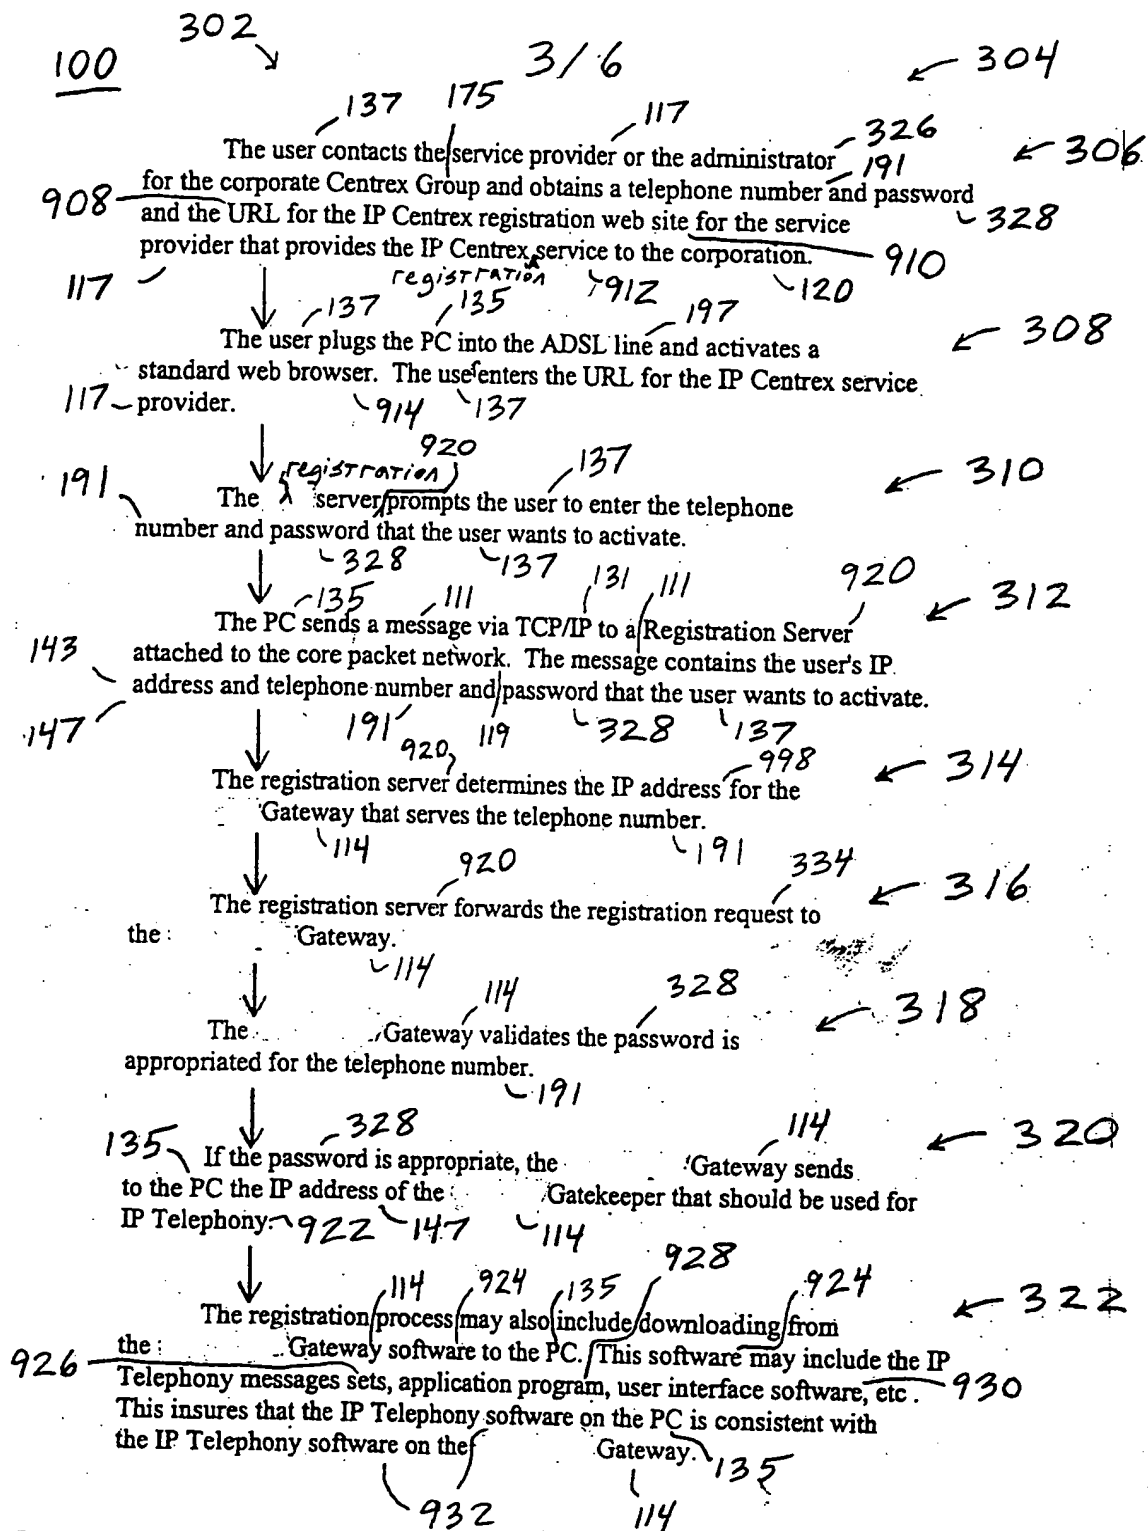 302
100
3/6
304
137 175 117
326
The user contacts the service provider or the administrator
306
191
for the corporate Centrex Group and obtains a telephone number and password
908
and the URL for the IP Centrex registration web site for the service
328
provider that provides the IP Centrex service to the corporation.
910
registration
117
912
120
137 135 197
The user plugs the PC into the ADSL line and activates a
308
standard web browser. The user enters the URL for the IP Centrex service
117 provider.
914 137
920
registration
137
310
191
The server prompts the user to enter the telephone
number and password that the user wants to activate.
328 137
135 111 131 111 920
312
The PC sends a message via TCP/IP to a Registration Server
143
attached to the core packet network. The message contains the user's IP
address and telephone number and password that the user wants to activate.
147
191 119 328 137
920 998
314
The registration server determines the IP address for the
Gateway that serves the telephone number.
114 191
920 334
316
The registration server forwards the registration request to
the Gateway.
114
114 328
318
The Gateway validates the password is
appropriated for the telephone number.
191
135 328 114
320
If the password is appropriate, the Gateway sends
to the PC the IP address of the Gatekeeper that should be used for
IP Telephony. 922 147 114
928
114 924 135 924
322
The registration process may also include downloading from
the Gateway software to the PC. This software may include the IP
926
Telephony messages sets, application program, user interface software, etc. 930
This insures that the IP Telephony software on the PC is consistent with
the IP Telephony software on the Gateway. 135
932 114